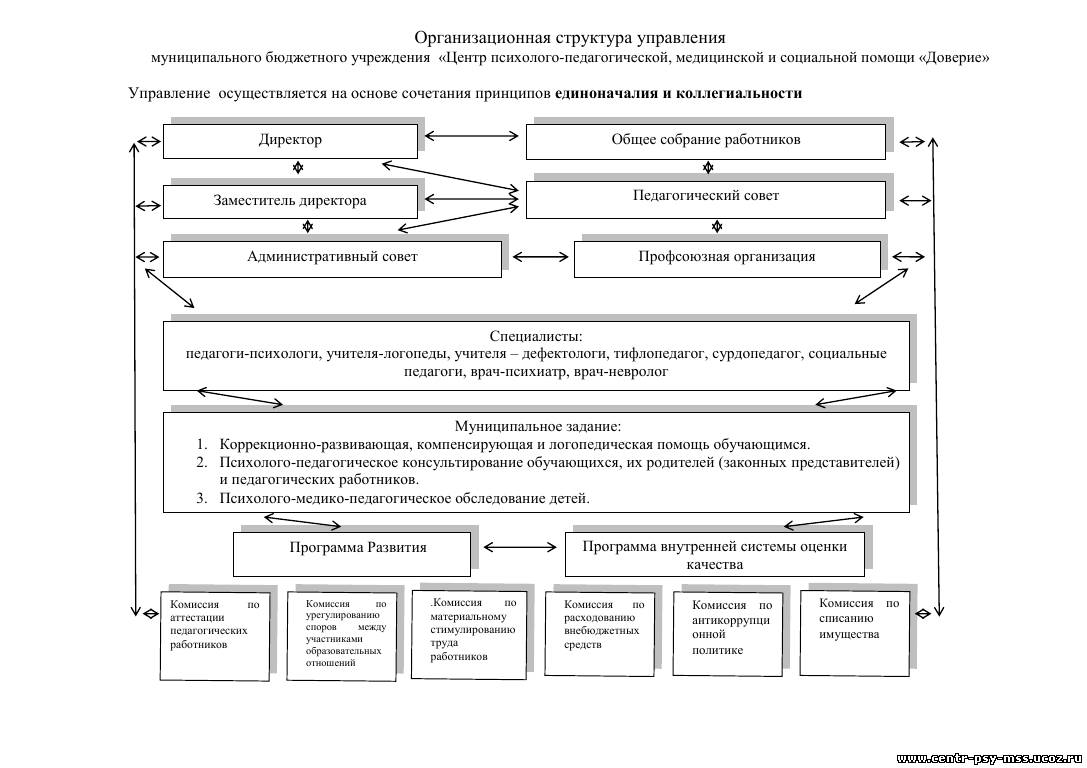 Организационная структура управления
муниципального бюджетного учреждения «Центр психолого-педагогической, медицинской и социальной помощи «Доверие»
Управление осуществляется на основе сочетания принципов единоначалия и коллегиальности
Директор
Общее собрание работников
Заместитель директора
Педагогический совет
Административный совет
Профсоюзная организация
Специалисты:
педагоги-психологи, учителя-логопеды, учителя – дефектологи, тифлопедагог, сурдопедагог, социальные
педагоги, врач-психиатр, врач-невролог
Муниципальное задание:
1. Коррекционно-развивающая, компенсирующая и логопедическая помощь обучающимся.
2. Психолого-педагогическое консультирование обучающихся, их родителей (законных представителей)
и педагогических работников.
3. Психолого-медико-педагогическое обследование детей.
Программа Развития
Программа внутренней системы оценки
качества
Комиссия по
аттестации
педагогических
работников
Комиссия по
урегулированию
споров между
участниками
образовательных
отношений
.Комиссия по
материальному
стимулированию
труда
работников
Комиссия по
расходованию
внебюджетных
средств
Комиссия по
антикоррупци
онной
политике
Комиссия по
списанию
имущества
www.centr-psy-mss.ucoz.ru